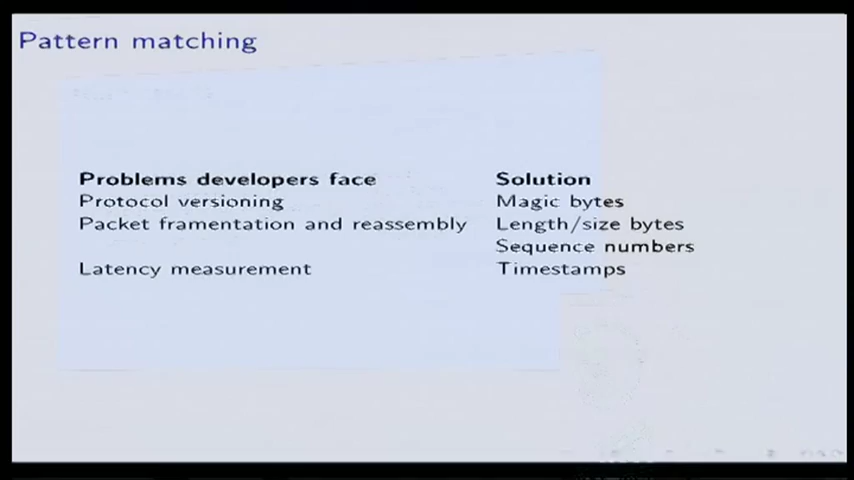 Pattern matching
Problems developers face Solution
Protocol versioning Magic bytes
Packet framentation and reassembly Length/size bytes
Sequence numbers
Latency measurement Timestamps